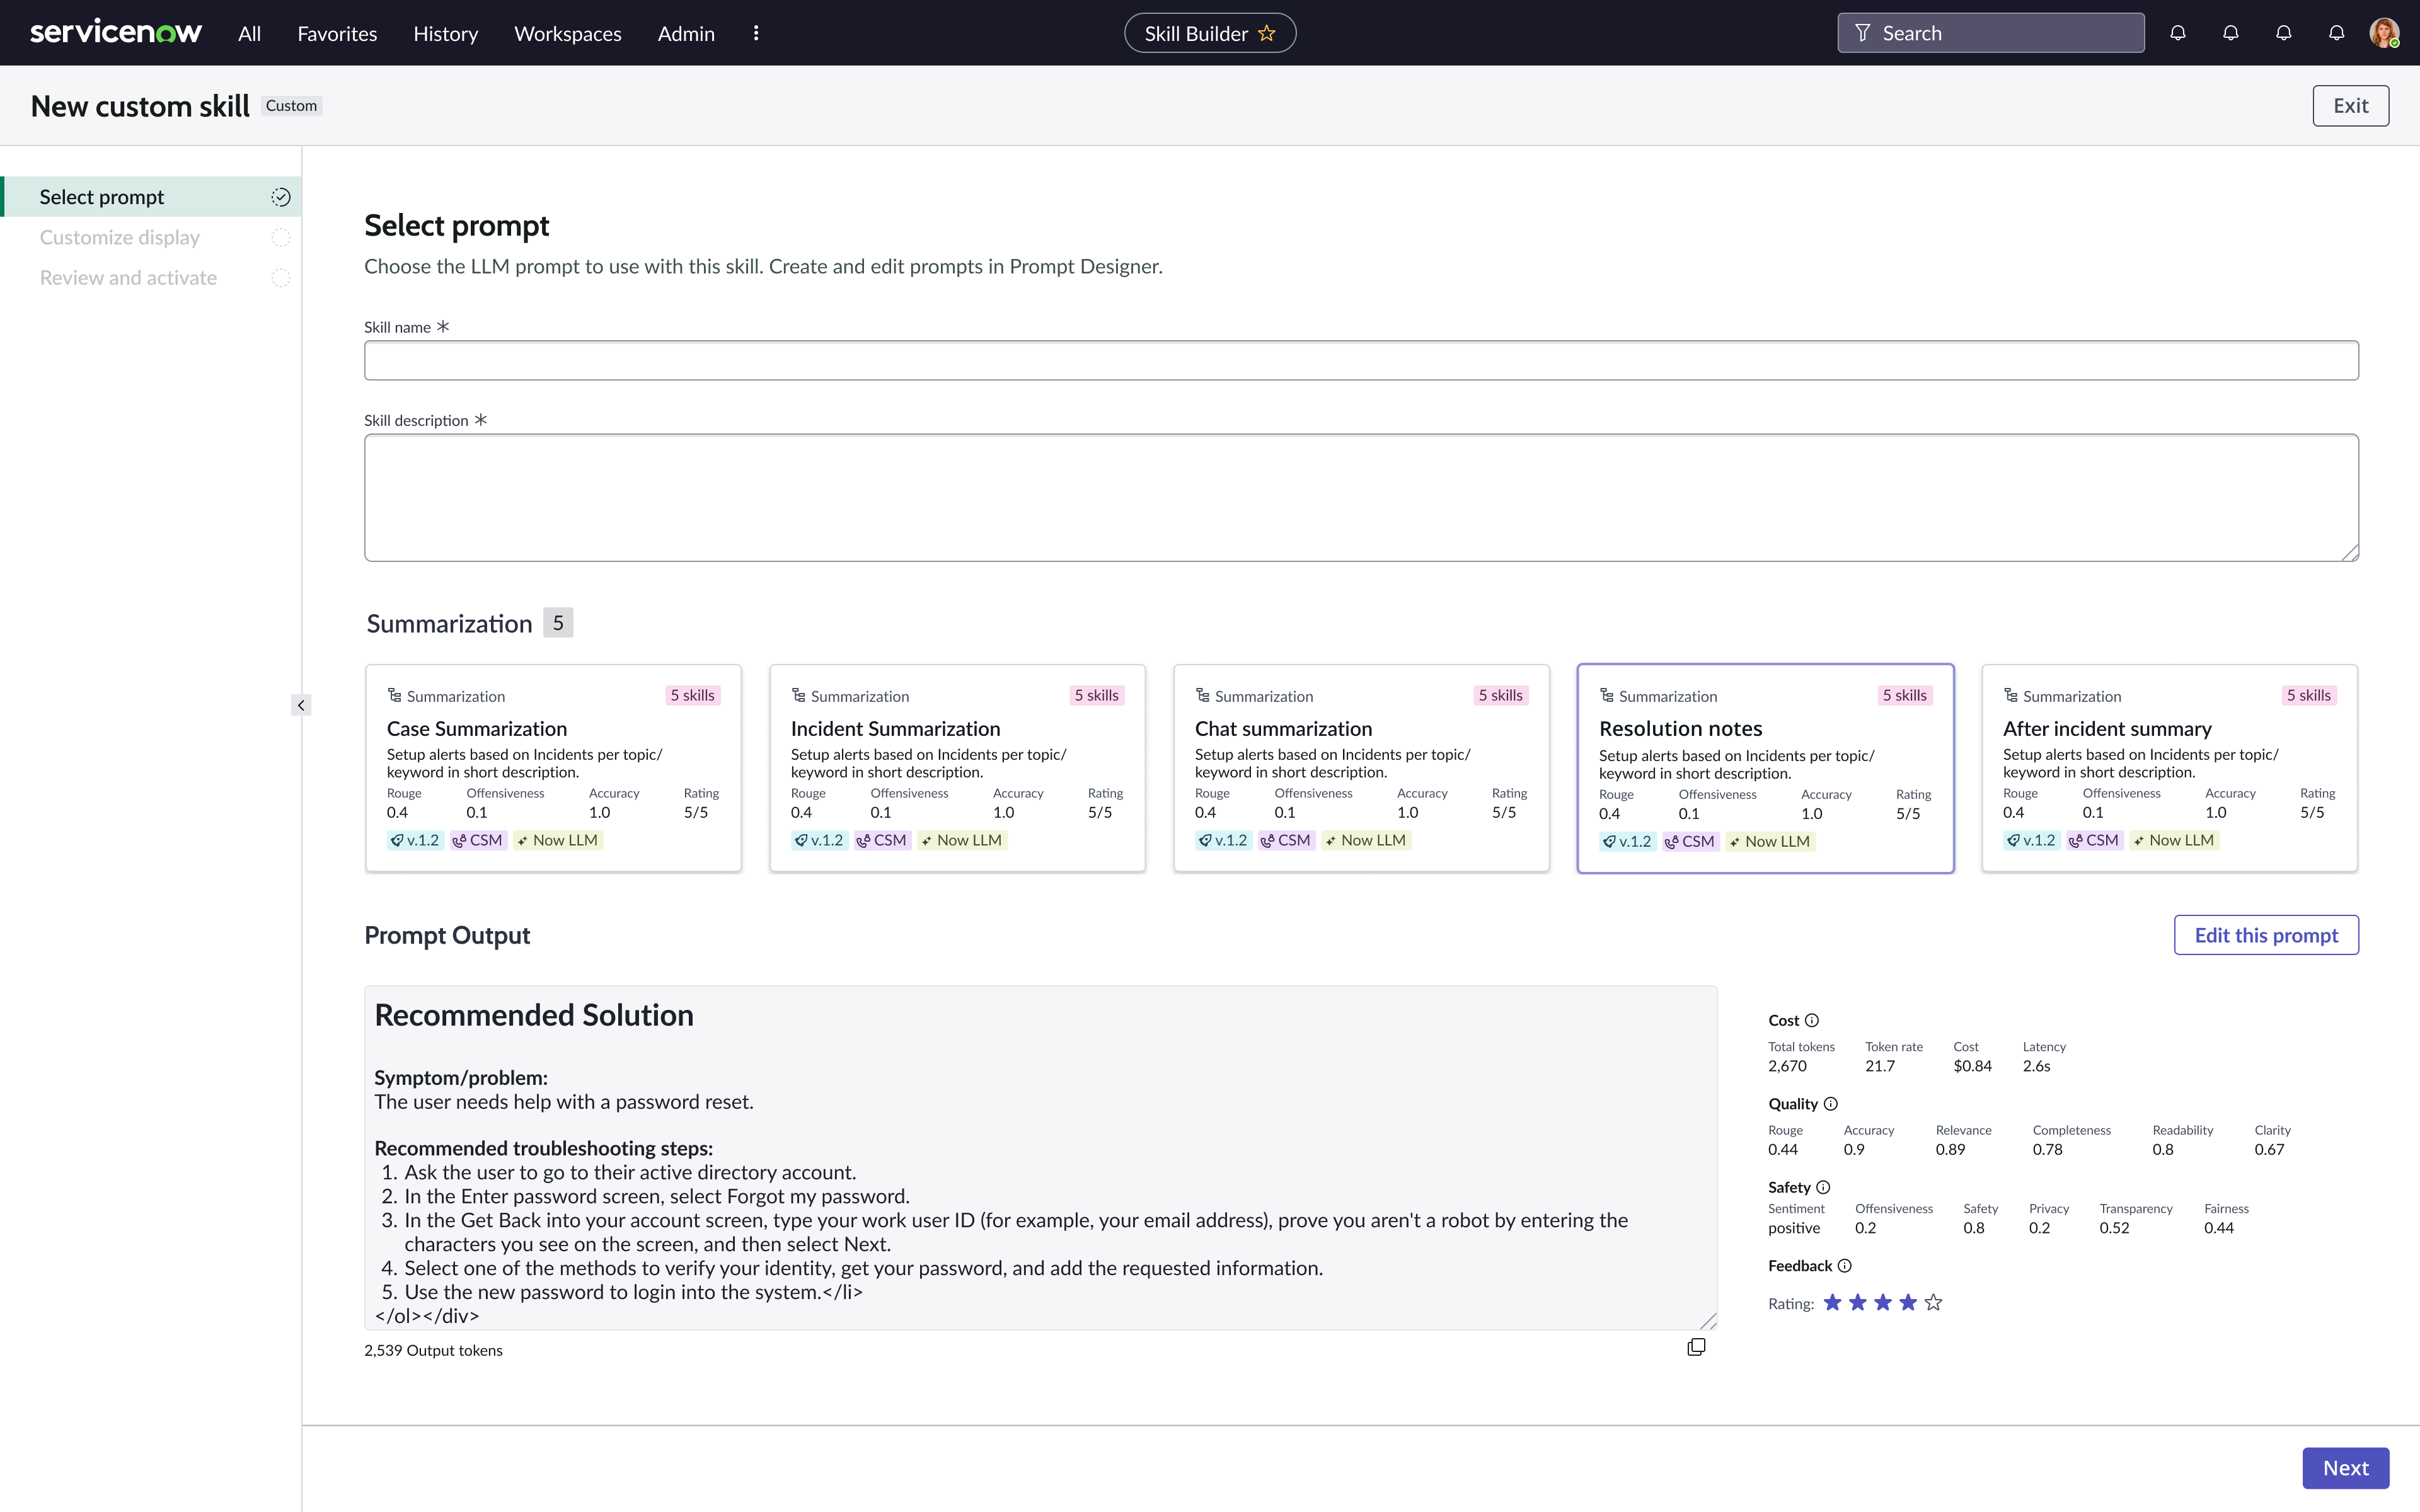 servicenow All Favorites History Workspaces Admin Skill Builder Search
New custom skill Custom Exit
Select prompt
Customize display
Review and activate
Select prompt
Choose the LLM prompt to use with this skill. Create and edit prompts in Prompt Designer.
Skill name *
Skill description *
Summarization 5
Summarization 5 skills
Case Summarization
Setup alerts based on Incidents per topic/
keyword in short description.
Rouge Offensiveness Accuracy Rating
0.4 0.1 1.0 5/5
v.1.2 CSM Now LLM
Summarization 5 skills
Incident Summarization
Setup alerts based on Incidents per topic/
keyword in short description.
Rouge Offensiveness Accuracy Rating
0.4 0.1 1.0 5/5
v.1.2 CSM Now LLM
Summarization 5 skills
Chat summarization
Setup alerts based on Incidents per topic/
keyword in short description.
Rouge Offensiveness Accuracy Rating
0.4 0.1 1.0 5/5
v.1.2 CSM Now LLM
Summarization 5 skills
Resolution notes
Setup alerts based on Incidents per topic/
keyword in short description.
Rouge Offensiveness Accuracy Rating
0.4 0.1 1.0 5/5
v.1.2 CSM Now LLM
Summarization 5 skills
After incident summary
Setup alerts based on Incidents per topic/
keyword in short description.
Rouge Offensiveness Accuracy Rating
0.4 0.1 1.0 5/5
v.1.2 CSM Now LLM
Prompt Output
Edit this prompt
Recommended Solution
Symptom/problem:
The user needs help with a password reset.
Recommended troubleshooting steps:
1. Ask the user to go to their active directory account.
2. In the Enter password screen, select Forgot my password.
3. In the Get Back into your account screen, type your work user ID (for example, your email address), prove you aren't a robot by entering the
characters you see on the screen, and then select Next.
4. Select one of the methods to verify your identity, get your password, and add the requested information.
5. Use the new password to login into the system.</li>
</ol></div>
2,539 Output tokens
Cost
Total tokens Token rate Cost Latency
2,670 21.7 $0.84 2.6s
Quality
Rouge Accuracy Relevance Completeness Readability Clarity
0.44 0.9 0.89 0.78 0.8 0.67
Safety
Sentiment Offensiveness Safety Privacy Transparency Fairness
positive 0.2 0.8 0.2 0.52 0.44
Feedback
Rating:
Next